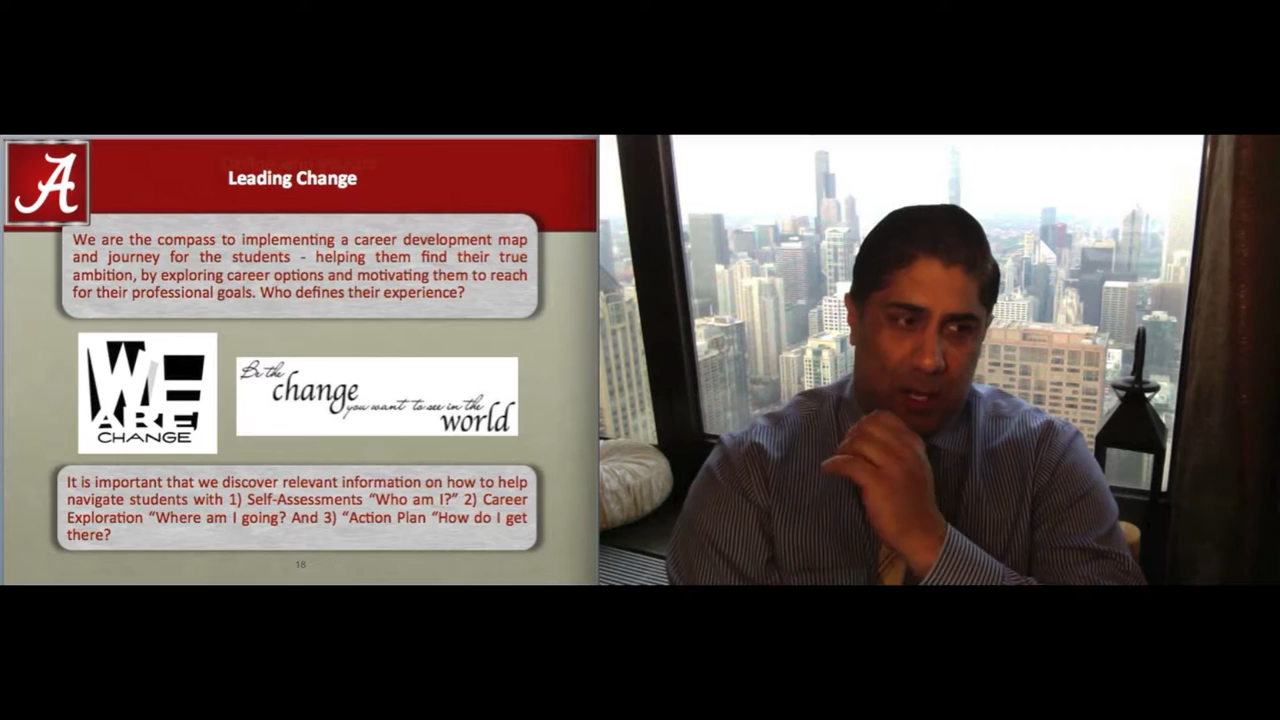 A
Leading Change
We are the compass to implementing a career development map
and journey for the students - helping them find their true
ambition, by exploring career options and motivating them to reach
for their professional goals. Who defines their experience?
WE
ARE
CHANGE
Be the
change
you want to see in the
world
It is important that we discover relevant information on how to help
navigate students with 1) Self-Assessments “Who am I?” 2) Career
Exploration “Where am I going? And 3) “Action Plan “How do I get
there?
18